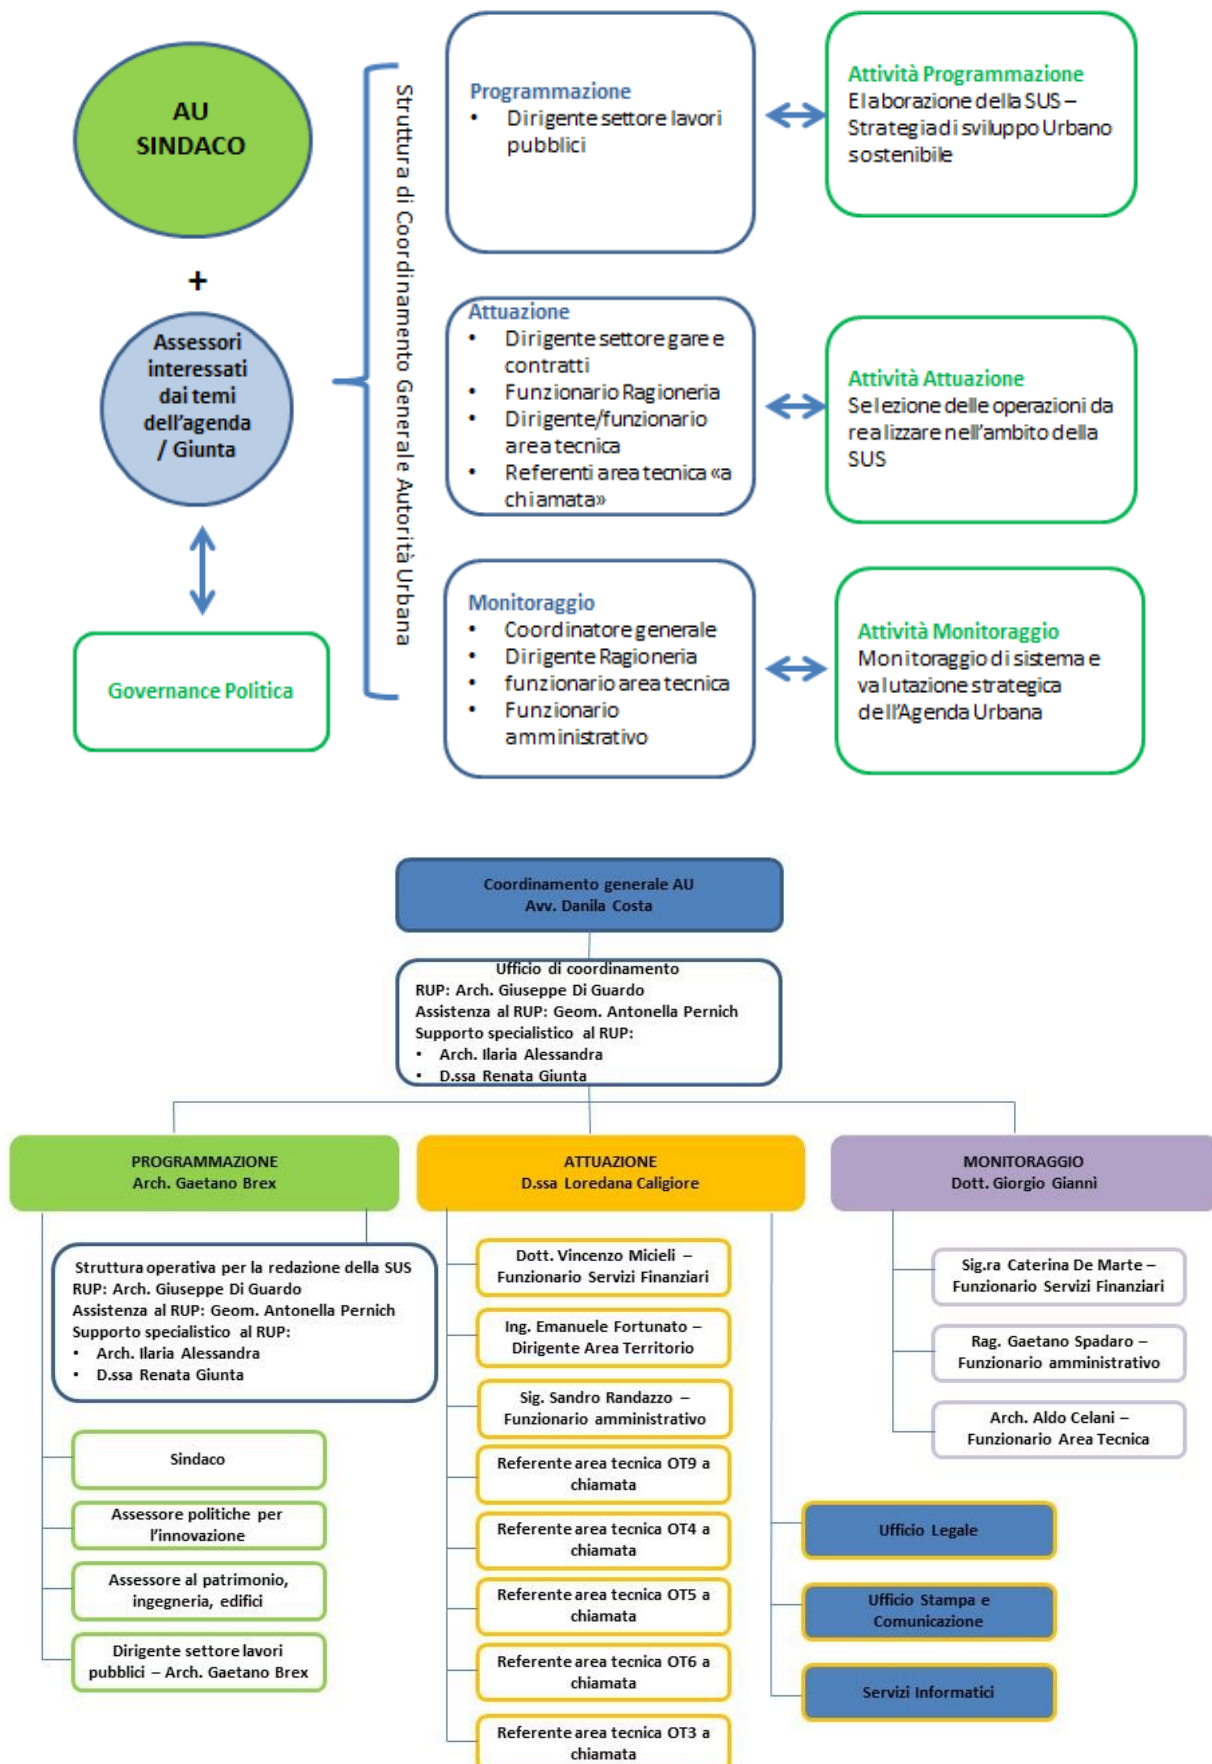 AU
SINDACO
+
Assessori
interessati
dai temi
dell'agenda
/ Giunta
Governance Politica
Struttura di Coordinamento Generale Autorità Urbana
Programmazione
• Dirigente settore lavori
pubblici
Attività Programmazione
Elaborazione della SUS –
Strategia di sviluppo Urbano
sostenibile
Attuazione
• Dirigente settore gare e
contratti
• Funzionario Ragioneria
• Dirigente/funzionario
area tecnica
• Referenti area tecnica «a
chiamata»
Attività Attuazione
Selezione delle operazioni da
realizzare nell'ambito della
SUS
Monitoraggio
• Coordinatore generale
• Dirigente Ragioneria
• funzionario area tecnica
• Funzionario
amministrativo
Attività Monitoraggio
Monitoraggio di sistema e
valutazione strategica
dell'Agenda Urbana
Coordinamento generale AU
Avv. Danila Costa
Ufficio di coordinamento
RUP: Arch. Giuseppe Di Guardo
Assistenza al RUP: Geom. Antonella Pernich
Supporto specialistico al RUP:
• Arch. Ilaria Alessandra
• D.ssa Renata Giunta
PROGRAMMAZIONE
Arch. Gaetano Brex
Struttura operativa per la redazione della SUS
RUP: Arch. Giuseppe Di Guardo
Assistenza al RUP: Geom. Antonella Pernich
Supporto specialistico al RUP:
• Arch. Ilaria Alessandra
• D.ssa Renata Giunta
Sindaco
Assessore politiche per
l'innovazione
Assessore al patrimonio,
ingegneria, edifici
Dirigente settore lavori
pubblici – Arch. Gaetano Brex
ATTUAZIONE
D.ssa Loredana Caligiore
Dott. Vincenzo Micieli –
Funzionario Servizi Finanziari
Ing. Emanuele Fortunato –
Dirigente Area Territorio
Sig. Sandro Randazzo –
Funzionario amministrativo
Referente area tecnica OT9 a
chiamata
Referente area tecnica OT4 a
chiamata
Referente area tecnica OT5 a
chiamata
Referente area tecnica OT6 a
chiamata
Referente area tecnica OT3 a
chiamata
Ufficio Legale
Ufficio Stampa e
Comunicazione
Servizi Informatici
MONITORAGGIO
Dott. Giorgio Giannì
Sig.ra Caterina De Marte –
Funzionario Servizi Finanziari
Rag. Gaetano Spadaro –
Funzionario amministrativo
Arch. Aldo Celani –
Funzionario Area Tecnica